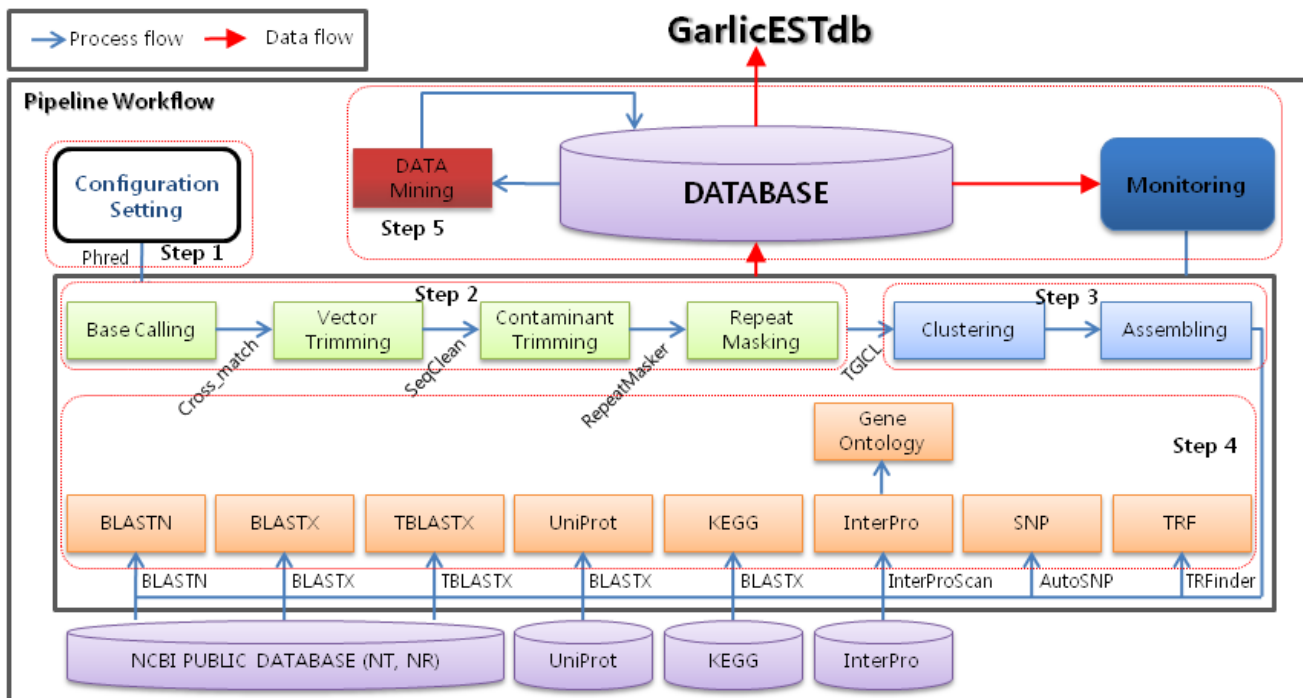 Process flow
Data flow
GarlicESTdb
Pipeline Workflow
Configuration
Setting
Phred
Step 1
DATA
Mining
Step 5
DATABASE
Monitoring
Step 2
Base Calling
Cross_match
Vector
Trimming
SeqClean
Contaminant
Trimming
RepeatMasker
Repeat
Masking
TGICL
Step 3
Clustering
Assembling
Gene
Ontology
Step 4
BLASTN
BLASTX
TBLASTX
UniProt
KEGG
InterPro
SNP
TRF
BLASTN
BLASTX
TBLASTX
BLASTX
BLASTX
InterProScan
AutoSNP
TRFinder
NCBI PUBLIC DATABASE (NT, NR)
UniProt
KEGG
InterPro